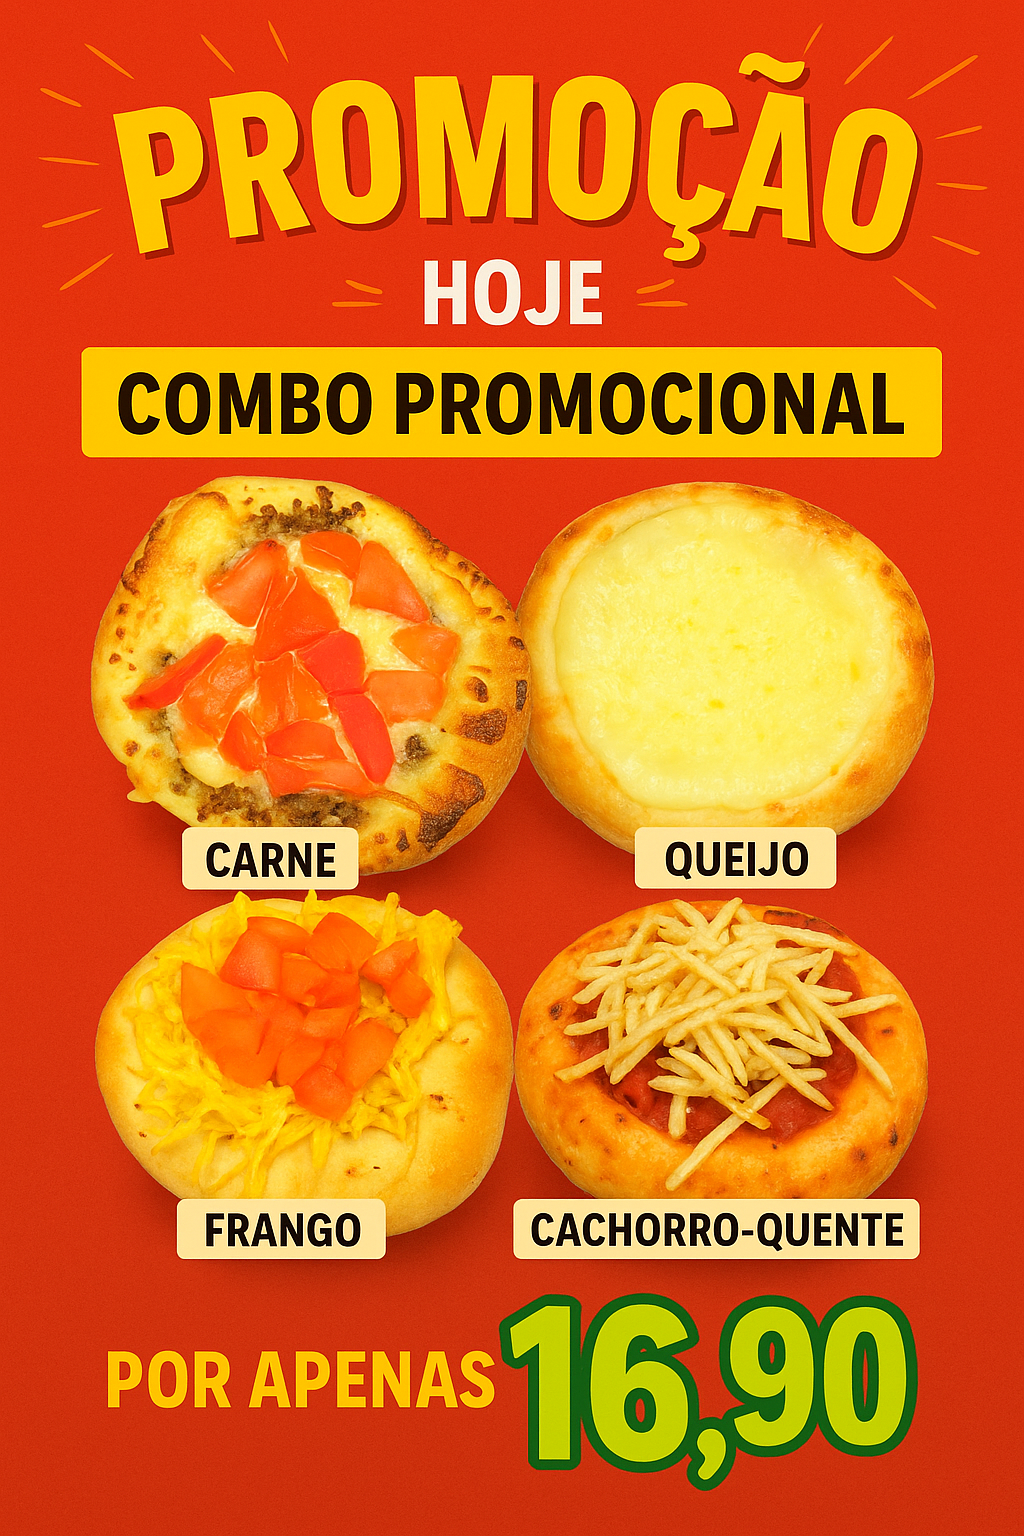 PROMOÇÃO
HOJE
COMBO PROMOCIONAL
CARNE
QUEIJO
FRANGO
CACHORRO-QUENTE
POR APENAS 16,90